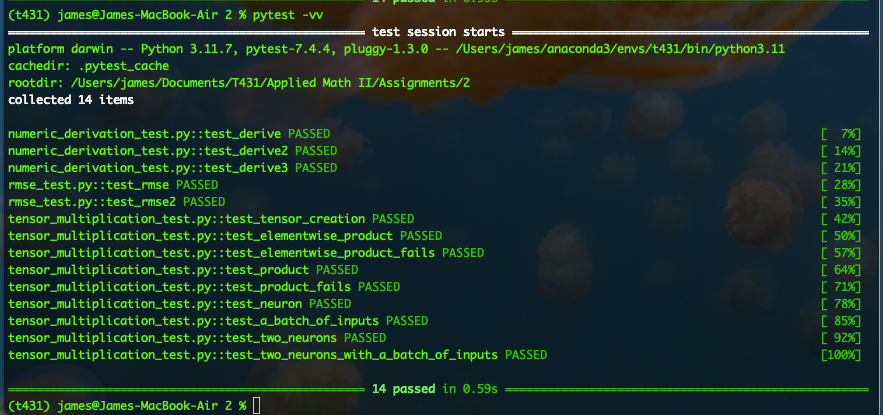 14 passed in 0.55s
(t431) james@James-MacBook-Air 2 % pytest -vv
test session starts
platform darwin -- Python 3.11.7, pytest-7.4.4, pluggy-1.3.0 -- /Users/james/anaconda3/envs/t431/bin/python3.11
cachedir: .pytest_cache
rootdir: /Users/james/Documents/T431/Applied Math II/Assignments/2
collected 14 items
numeric_derivation_test.py::test_derive PASSED [ 7%]
numeric_derivation_test.py::test_derive2 PASSED [ 14%]
numeric_derivation_test.py::test_derive3 PASSED [ 21%]
rmse_test.py::test_rmse PASSED [ 28%]
rmse_test.py::test_rmse2 PASSED [ 35%]
tensor_multiplication_test.py::test_tensor_creation PASSED [ 42%]
tensor_multiplication_test.py::test_elementwise_product PASSED [ 50%]
tensor_multiplication_test.py::test_elementwise_product_fails PASSED [ 57%]
tensor_multiplication_test.py::test_product PASSED [ 64%]
tensor_multiplication_test.py::test_product_fails PASSED [ 71%]
tensor_multiplication_test.py::test_neuron PASSED [ 78%]
tensor_multiplication_test.py::test_a_batch_of_inputs PASSED [ 85%]
tensor_multiplication_test.py::test_two_neurons PASSED [ 92%]
tensor_multiplication_test.py::test_two_neurons_with_a_batch_of_inputs PASSED [100%]
14 passed in 0.59s
(t431) james@James-MacBook-Air 2 %